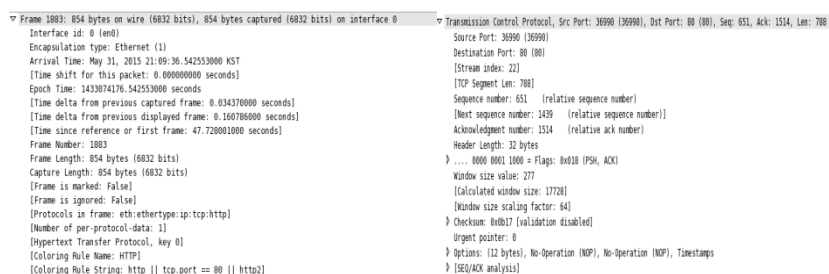 Frame 1883: 854 bytes on wire (6832 bits), 854 bytes captured (6832 bits) on interface 0
Interface id: 0 (en0)
Encapsulation type: Ethernet (1)
Arrival Time: May 31, 2015 21:09:36.542553000 KST
[Time shift for this packet: 0.000000000 seconds]
Epoch Time: 1433074176.542553000 seconds
[Time delta from previous captured frame: 0.034370000 seconds]
[Time delta from previous displayed frame: 0.160786000 seconds]
[Time since reference or first frame: 47.728001000 seconds]
Frame Number: 1883
Frame Length: 854 bytes (6832 bits)
Capture Length: 854 bytes (6832 bits)
[Frame is marked: False]
[Frame is ignored: False]
[Protocols in frame: eth:ethertype:ip:tcp:http]
[Number of per-protocol-data: 1]
[Hypertext Transfer Protocol, key 0]
[Coloring Rule Name: HTTP]
[Coloring Rule String: http || tcp.port == 80 || http2]
Transmission Control Protocol, Src Port: 36990 (36990), Dst Port: 80 (80), Seq: 651, Ack: 1514, Len: 788
Source Port: 36990 (36990)
Destination Port: 80 (80)
[Stream index: 22]
[TCP Segment Len: 788]
Sequence number: 651 (relative sequence number)
[Next sequence number: 1439 (relative sequence number)]
Acknowledgment number: 1514 (relative ack number)
Header Length: 32 bytes
.... 0000 0001 1000 = Flags: 0x018 (PSH, ACK)
Window size value: 277
[Calculated window size: 17728]
[Window size scaling factor: 64]
Checksum: 0x0b17 [validation disabled]
Urgent pointer: 0
Options: (12 bytes), No-Operation (NOP), No-Operation (NOP), Timestamps
[SEQ/ACK analysis]